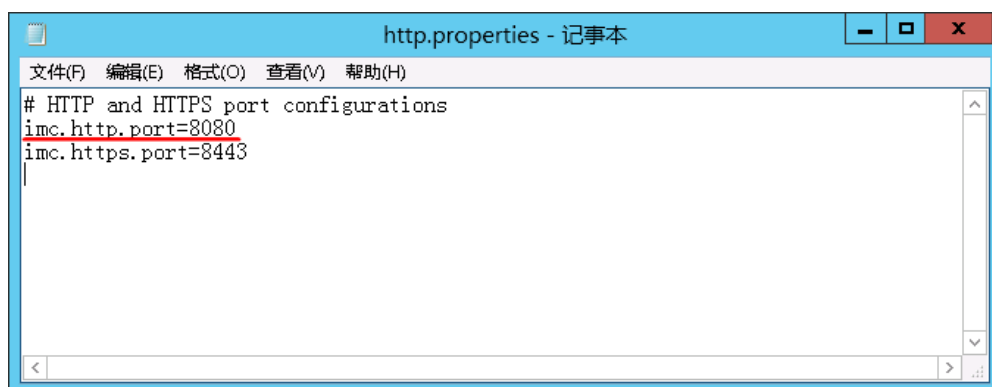 http.properties - 记事本
文件(F) 编辑(E) 格式(O) 查看(V) 帮助(H)
# HTTP and HTTPS port configurations
imc.http.port=8080
imc.https.port=8443